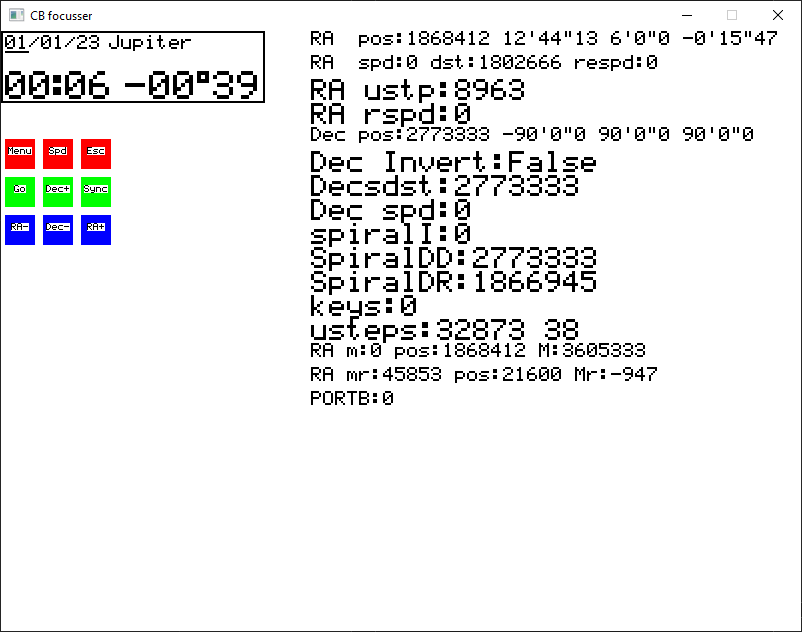 CB focusser
01/01/23 Jupiter
00:06 -00°39
Menu Spd Esc
Go Dec+ Sync
RA- Dec- RA+
RA pos:1868412 12'44"13 6'0"0 -0'15"47
RA spd:0 dst:1802666 respd:0
RA ustp:8963
RA rspd:0
Dec pos:2773333 -90'0"0 90'0"0 90'0"0
Dec Invert:False
Decsdst:2773333
Dec spd:0
spiralI:0
SpiralDD:2773333
SpiralDR:1866945
keys:0
usteps:32873 38
RA m:0 pos:1868412 M:3605333
RA mr:45853 pos:21600 Mr:-947
PORTB:0